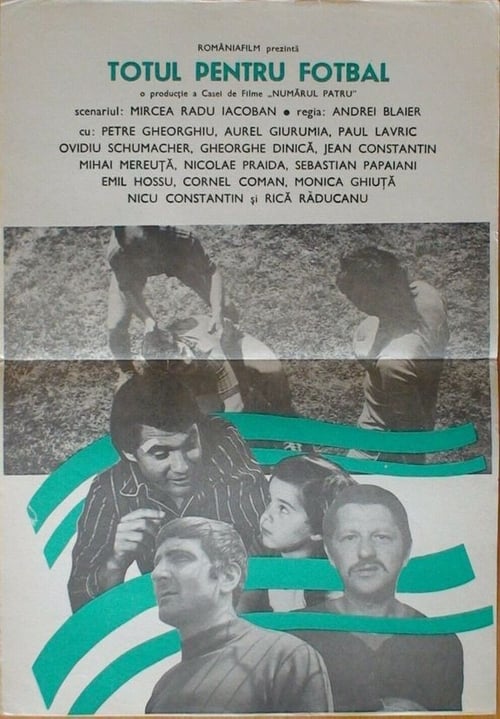 ROMÂNIAFILM prezintă
TOTUL PENTRU FOTBAL
o producție a Casei de Filme „NUMĂRUL PATRU"
scenariul: MIRCEA RADU IACOBAN • regia: ANDREI BLAIER
cu: PETRE GHEORGHIU, AUREL GIURUMIA, PAUL LAVRIC
OVIDIU SCHUMACHER, GHEORGHE DINICĂ, JEAN CONSTANTIN
MIHAI MEREUȚĂ, NICOLAE PRAIDA, SEBASTIAN PAPAIANI
EMIL HOSSU, CORNEL COMAN, MONICA GHIUȚĂ
NICU CONSTANTIN și RICĂ RĂDUCANU